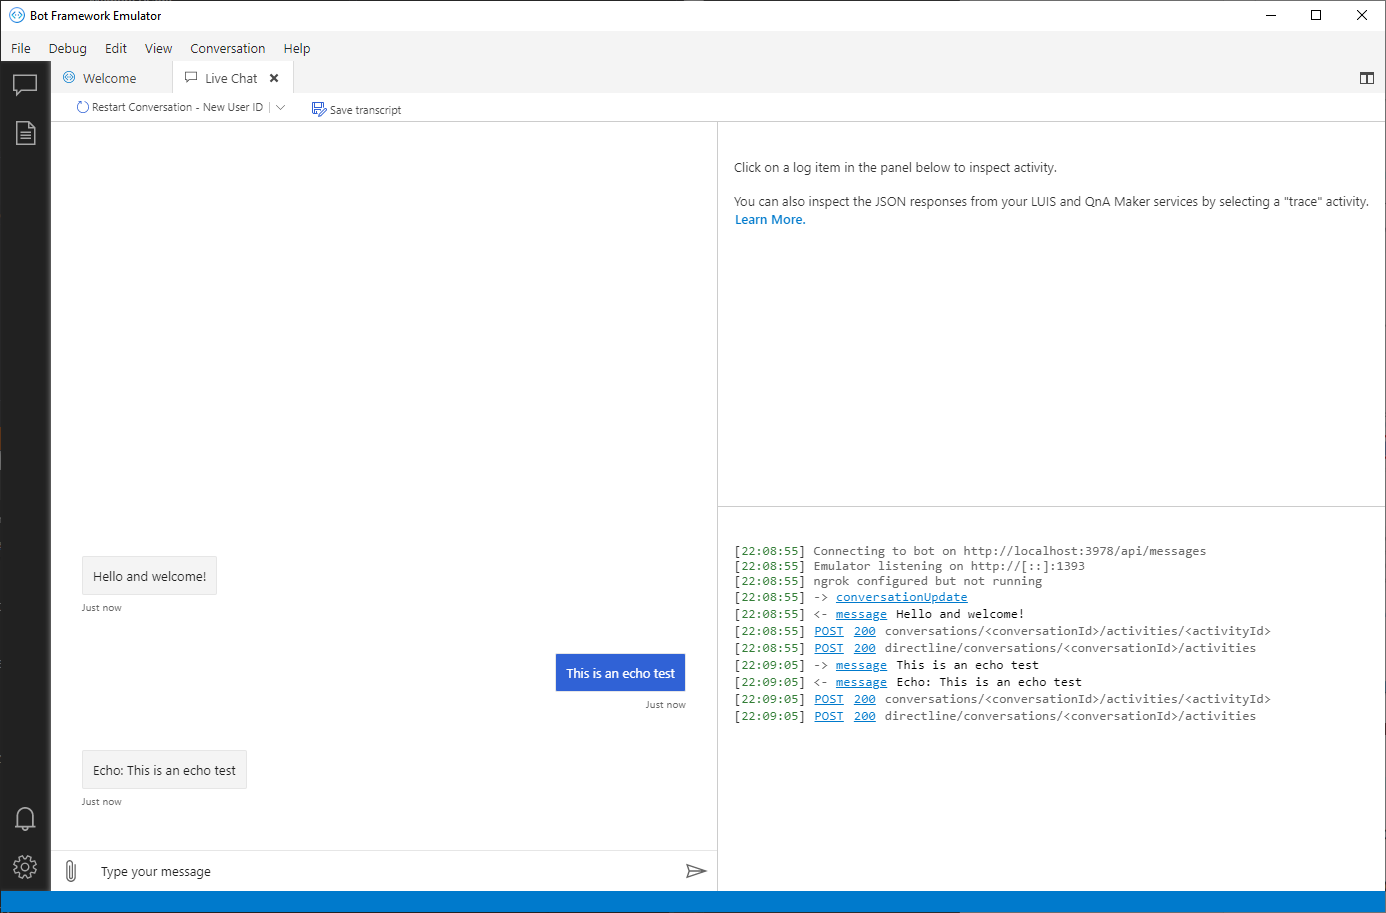 Bot Framework Emulator
File Debug Edit View Conversation Help
Welcome Live Chat
Restart Conversation - New User ID Save transcript
Click on a log item in the panel below to inspect activity.
You can also inspect the JSON responses from your LUIS and QnA Maker services by selecting a "trace" activity.
Learn More.
Hello and welcome!
Just now
This is an echo test
Just now
Echo: This is an echo test
Just now
Type your message
[22:08:55] Connecting to bot on http://localhost:3978/api/messages
[22:08:55] Emulator listening on http://[::]:1393
[22:08:55] ngrok configured but not running
[22:08:55] -> conversationUpdate
[22:08:55] <- message Hello and welcome!
[22:08:55] POST 200 conversations/<conversationId>/activities/<activityId>
[22:08:55] POST 200 directline/conversations/<conversationId>/activities
[22:09:05] -> message This is an echo test
[22:09:05] <- message Echo: This is an echo test
[22:09:05] POST 200 conversations/<conversationId>/activities/<activityId>
[22:09:05] POST 200 directline/conversations/<conversationId>/activities